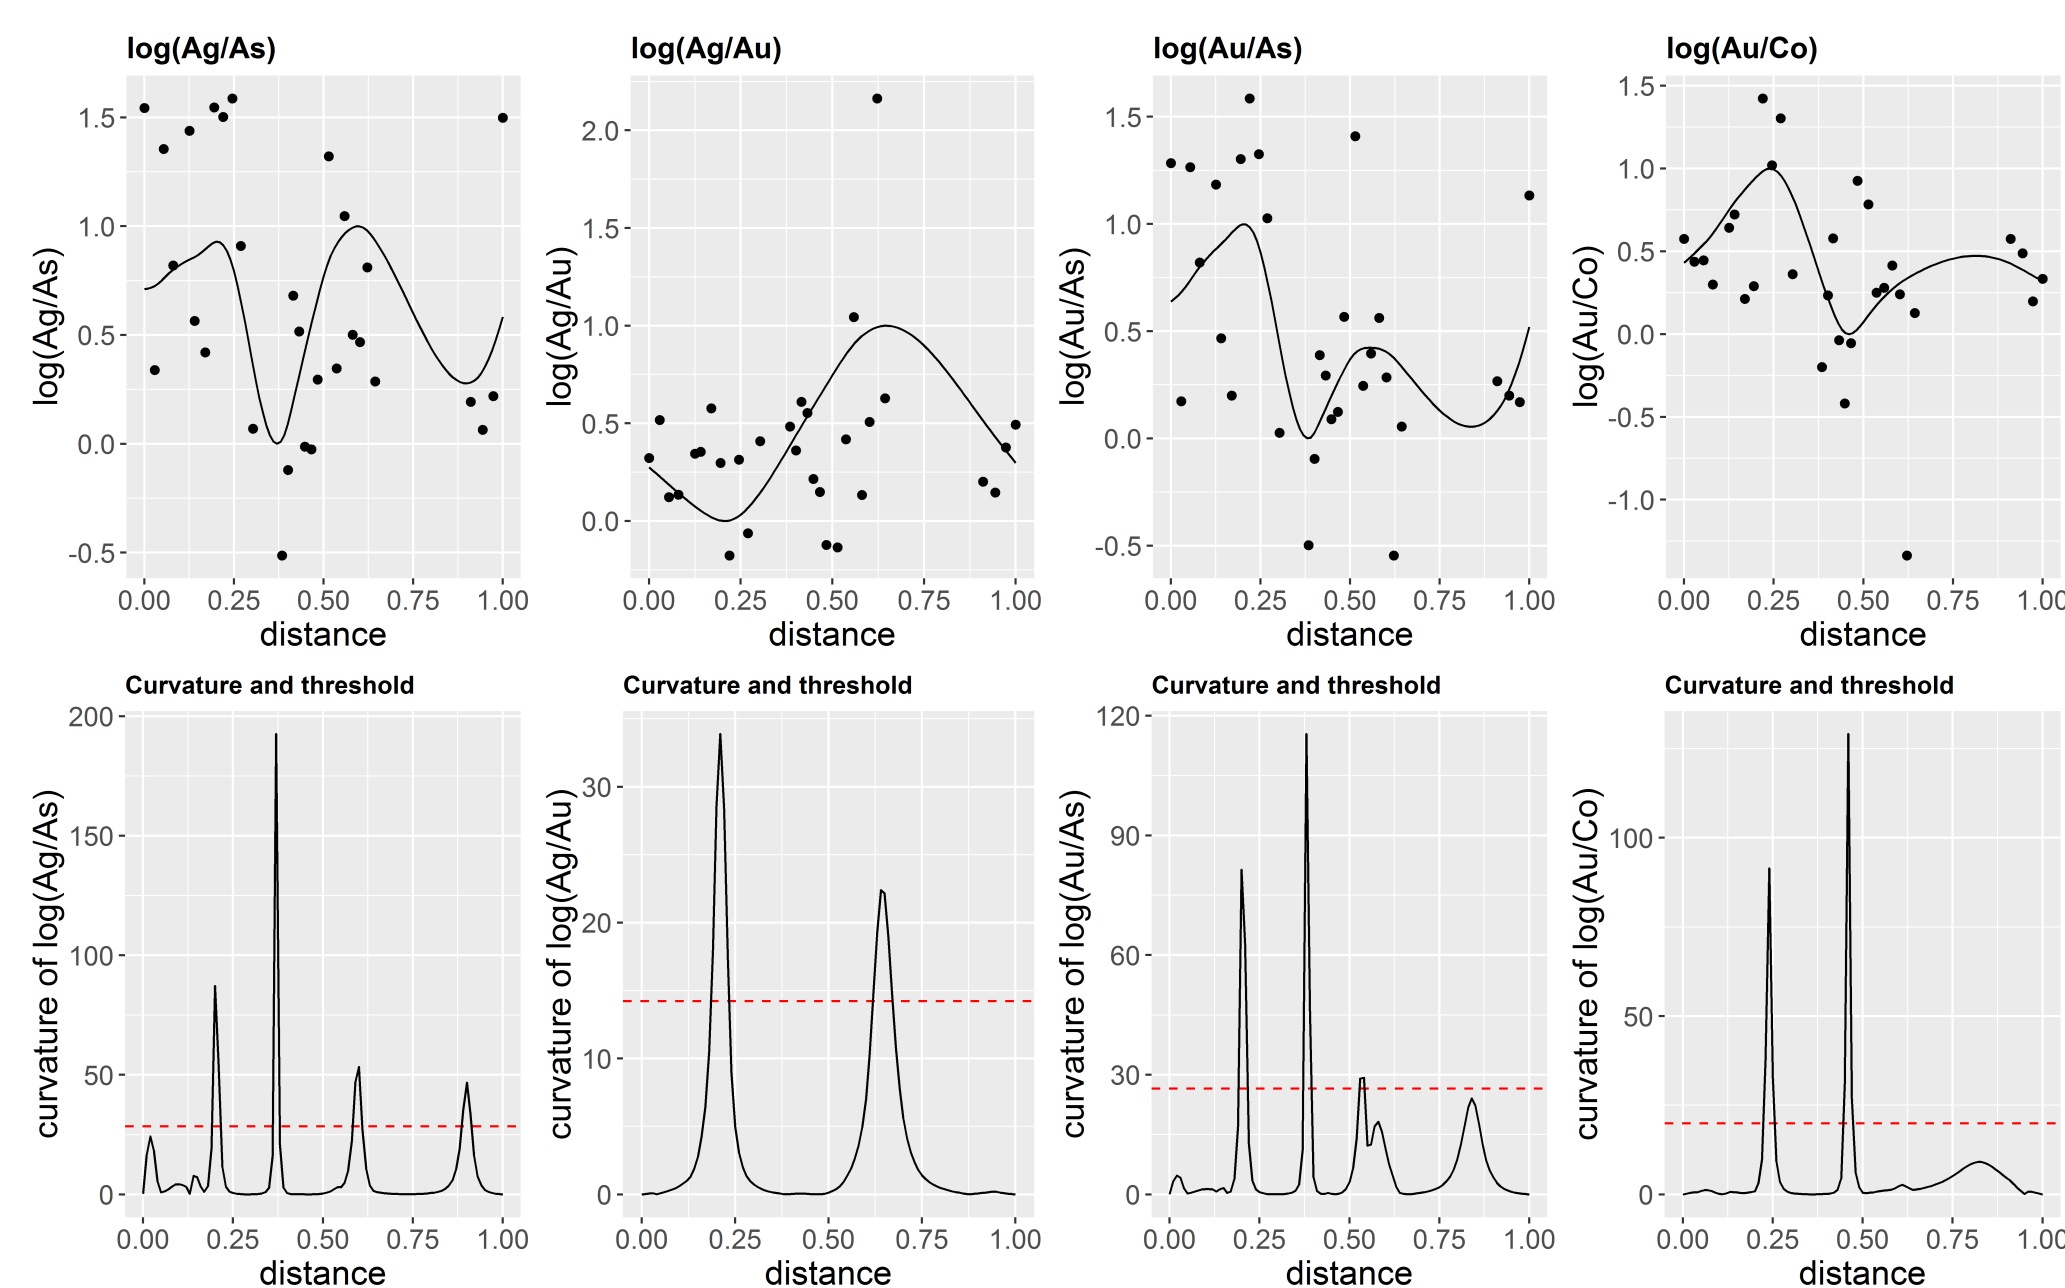 log(Ag/As)
log(Ag/Au)
log(Au/As)
log(Au/Co)
log(Ag/As)
1.5
1.0
0.5
0.0
-0.5
0.00 0.25 0.50 0.75 1.00
distance
log(Ag/Au)
2.0
1.5
1.0
0.5
0.0
0.00 0.25 0.50 0.75 1.00
distance
log(Au/As)
1.5
1.0
0.5
0.0
-0.5
0.00 0.25 0.50 0.75 1.00
distance
log(Au/Co)
1.5
1.0
0.5
0.0
-0.5
-1.0
0.00 0.25 0.50 0.75 1.00
distance
Curvature and threshold
Curvature and threshold
Curvature and threshold
Curvature and threshold
curvature of log(Ag/As)
200
150
100
50
0
0.00 0.25 0.50 0.75 1.00
distance
curvature of log(Ag/Au)
30
20
10
0
0.00 0.25 0.50 0.75 1.00
distance
curvature of log(Au/As)
120
90
60
30
0
0.00 0.25 0.50 0.75 1.00
distance
curvature of log(Au/Co)
100
50
0
0.00 0.25 0.50 0.75 1.00
distance